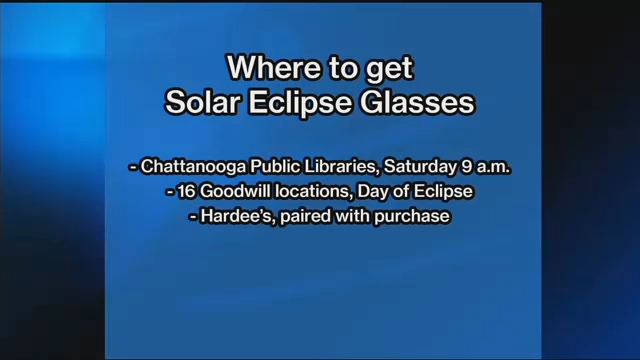 Where to get
Solar Eclipse Glasses
- Chattanooga Public Libraries, Saturday 9 a.m.
- 16 Goodwill locations, Day of Eclipse
- Hardee's, paired with purchase